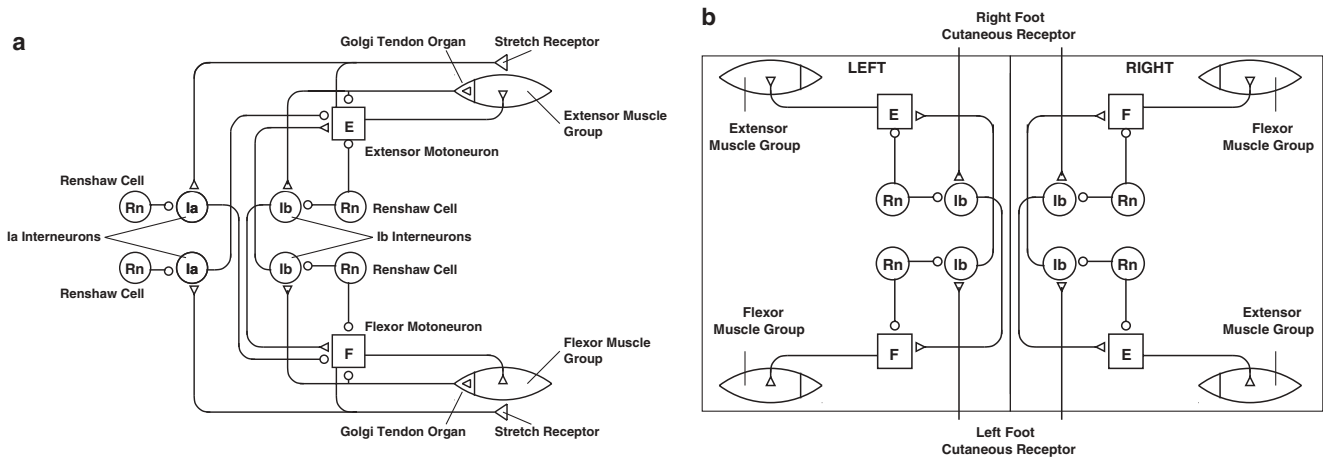 a
Golgi Tendon Organ
Stretch Receptor
E
Extensor Muscle
Group
Extensor Motoneuron
Renshaw Cell
Rn
Ia
Ib
Rn
Renshaw Cell
Ia Interneurons
Ib Interneurons
Rn
Ia
Ib
Rn
Renshaw Cell
Renshaw Cell
Flexor Motoneuron
F
Flexor Muscle
Group
Golgi Tendon Organ
Stretch Receptor
b
Right Foot
Cutaneous Receptor
LEFT
RIGHT
E
F
Extensor
Muscle Group
Flexor
Muscle Group
Rn
Ib
Ib
Rn
Rn
Ib
Ib
Rn
Flexor
Muscle Group
Extensor
Muscle Group
F
E
Left Foot
Cutaneous Receptor